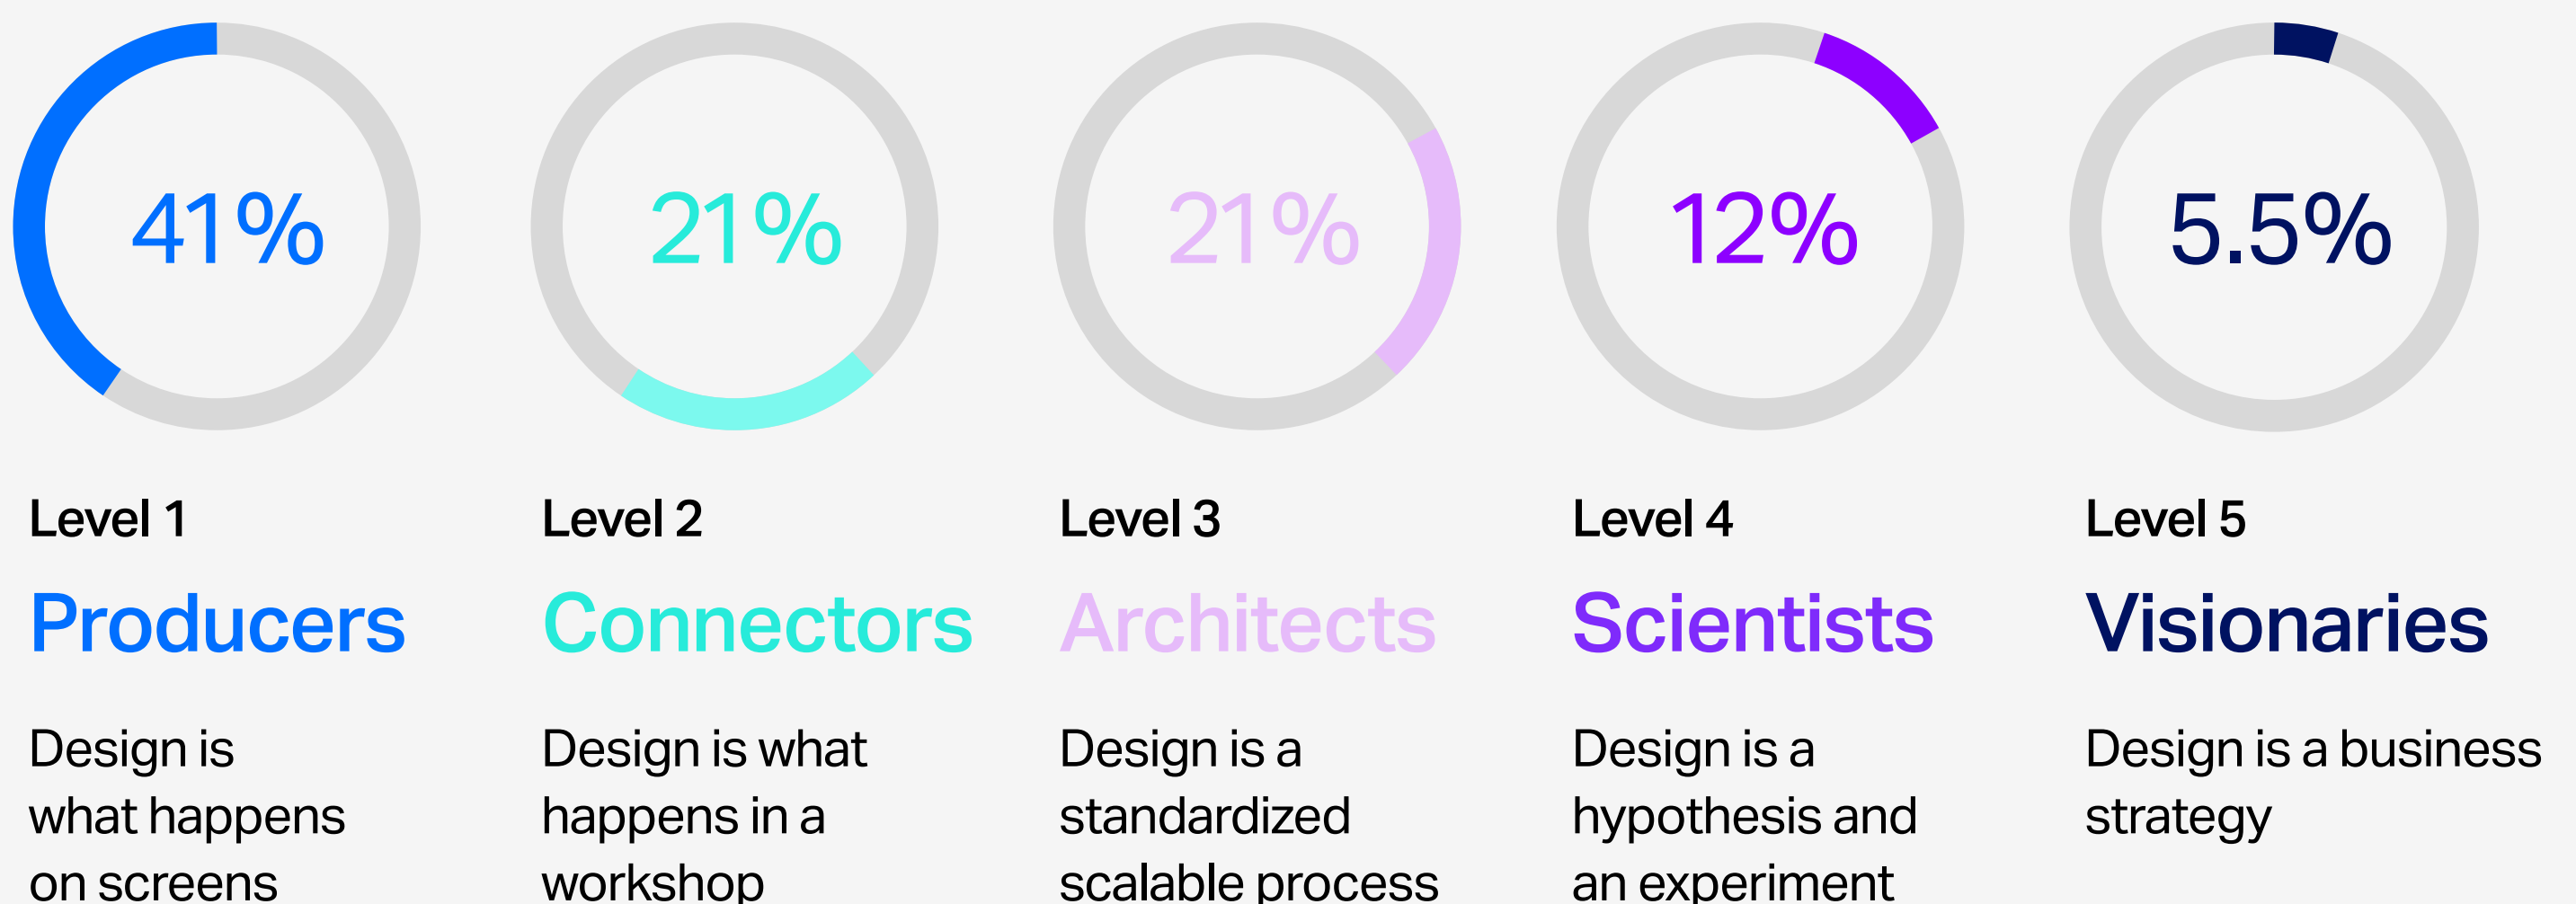 41%
21%
21%
12%
5.5%
Level 1
Producers
Design is
what happens
on screens
Level 2
Connectors
Design is what
happens in a
workshop
Level 3
Architects
Design is a
standardized
scalable process
Level 4
Scientists
Design is a
hypothesis and
an experiment
Level 5
Visionaries
Design is a business
strategy